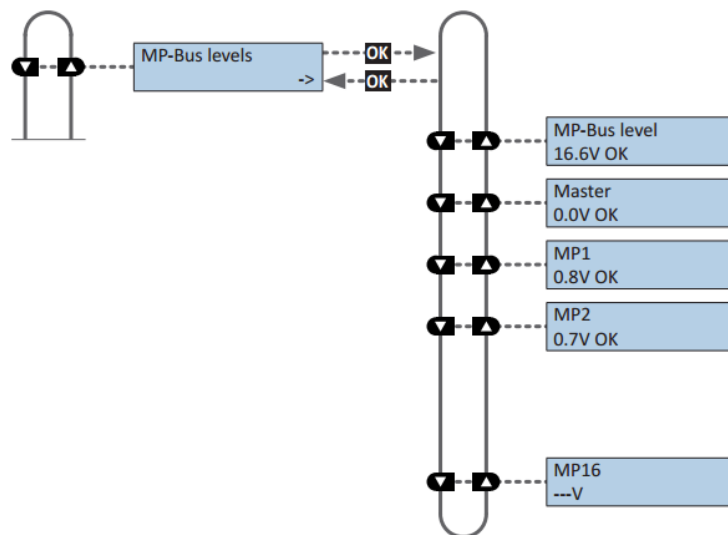 MP-Bus levels
->
OK
OK
MP-Bus level
16.6V OK
Master
0.0V OK
MP1
0.8V OK
MP2
0.7V OK
MP16
---V